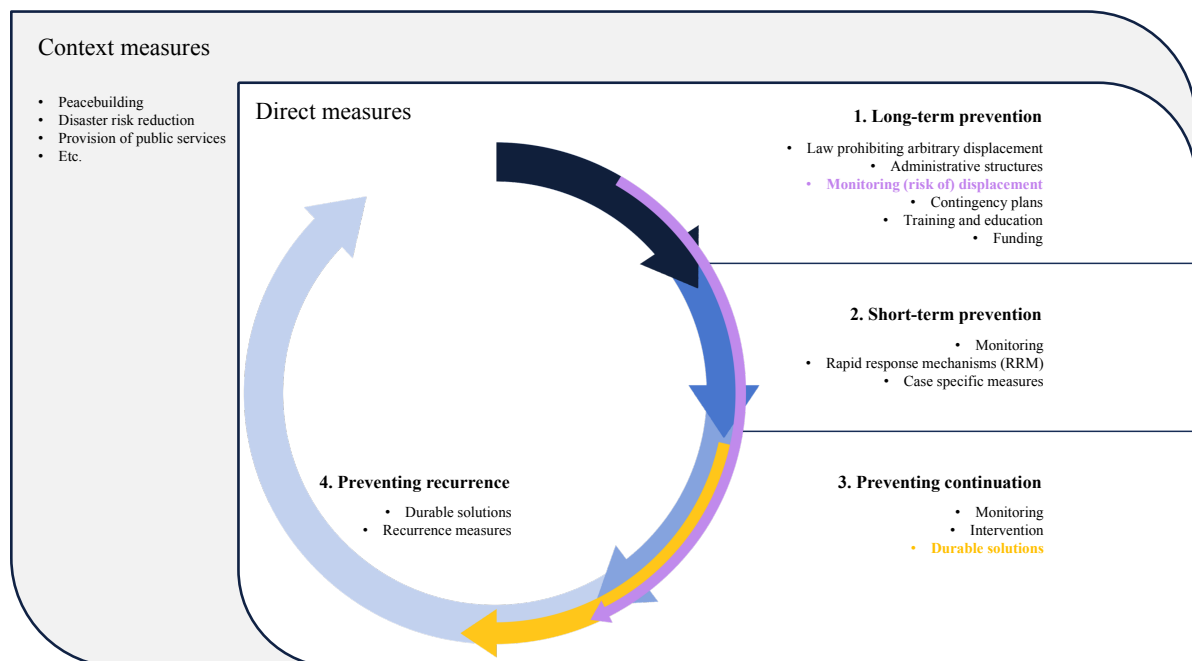 Context measures
• Peacebuilding
• Disaster risk reduction
• Provision of public services
• Etc.
Direct measures
1. Long-term prevention
• Law prohibiting arbitrary displacement
• Administrative structures
• Monitoring (risk of) displacement
• Contingency plans
• Training and education
• Funding
2. Short-term prevention
• Monitoring
• Rapid response mechanisms (RRM)
• Case specific measures
3. Preventing continuation
• Monitoring
• Intervention
• Durable solutions
4. Preventing recurrence
• Durable solutions
• Recurrence measures